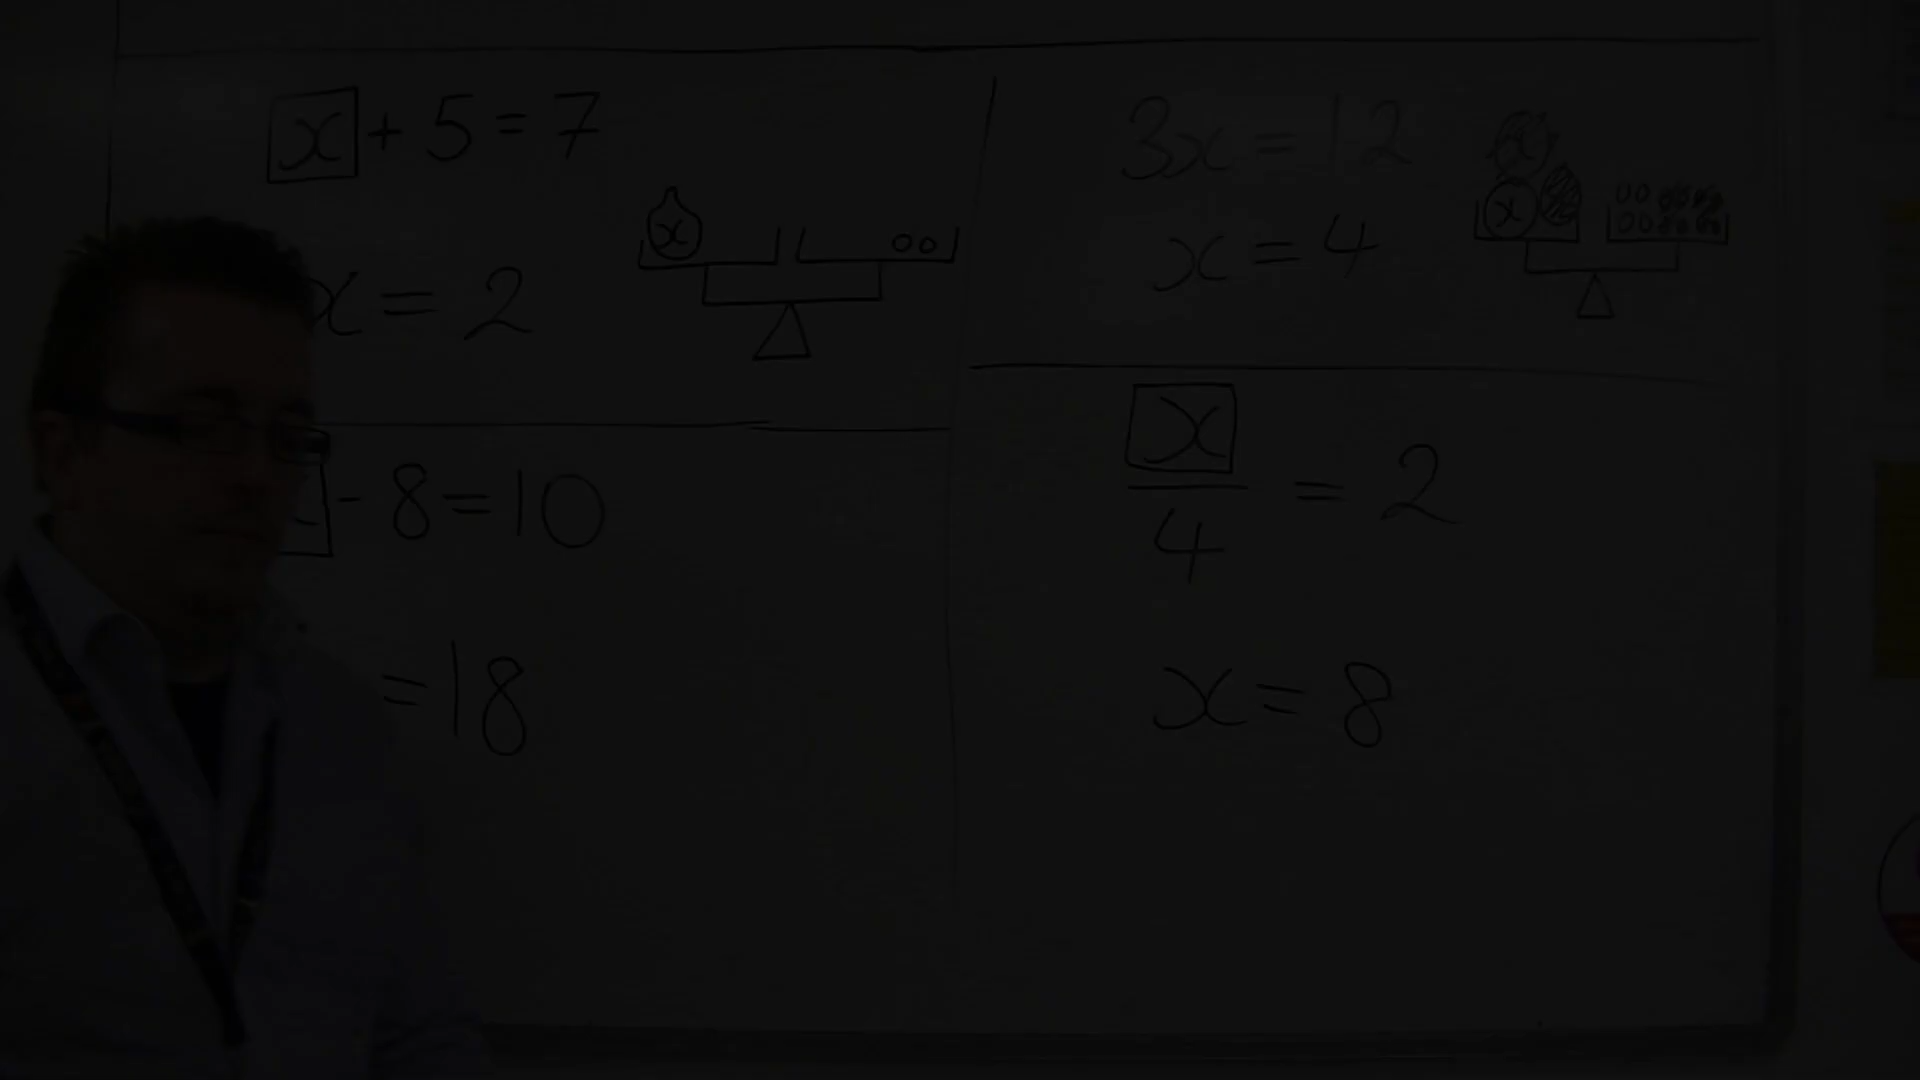 x + 5 = 7
x
x = 2
- 8 = 10
= 18
3x = 12
x
x
x = 4
x
4
= 2
x = 8